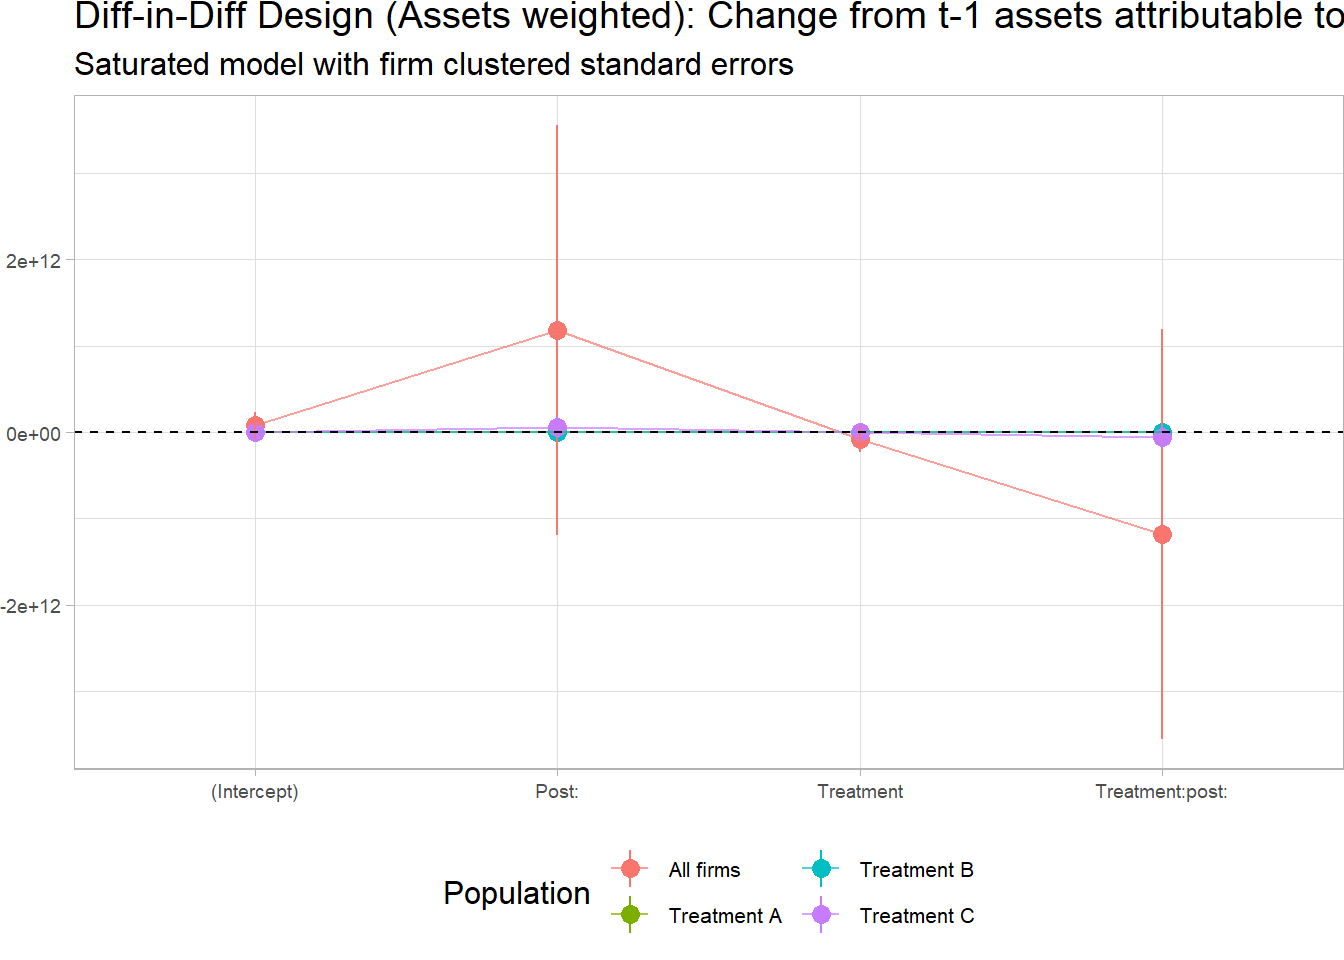 Diff-in-Diff Design (Assets weighted): Change from t-1 assets attributable to
Saturated model with firm clustered standard errors
2e+12
0e+00
-2e+12
(Intercept)
Post:
Treatment
Treatment:post:
Population
All firms
Treatment A
Treatment B
Treatment C